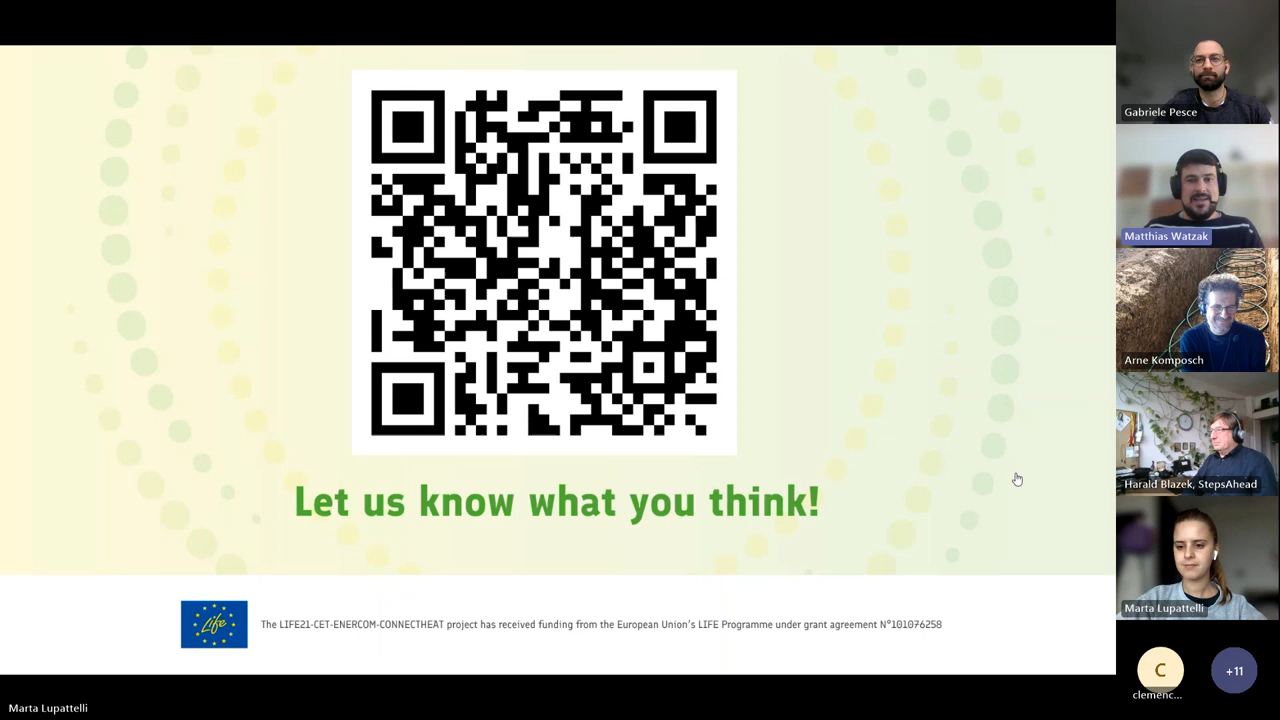 Let us know what you think!
Life
The LIFE21-CET-ENERCOM-CONNECTHEAT project has received funding from the European Union's LIFE Programme under grant agreement N°101076258
Marta Lupattelli
Gabriele Pesce
Matthias Watzak
Arne Komposch
Harald Blazek, StepsAhead
Marta Lupattelli
C
clemenc...
+11